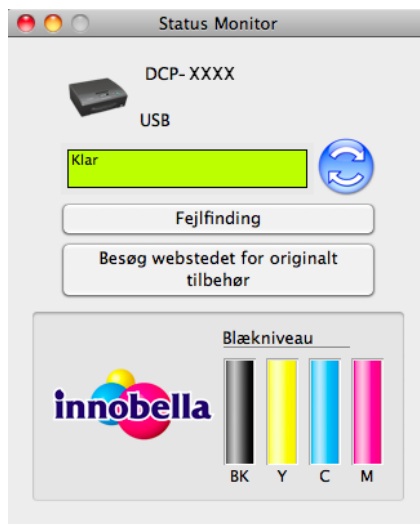 Status Monitor
DCP- XXXX
USB
Klar
Fejlfinding
Besøg webstedet for originalt
tilbehør
Blækniveau
innobella
BK Y C M